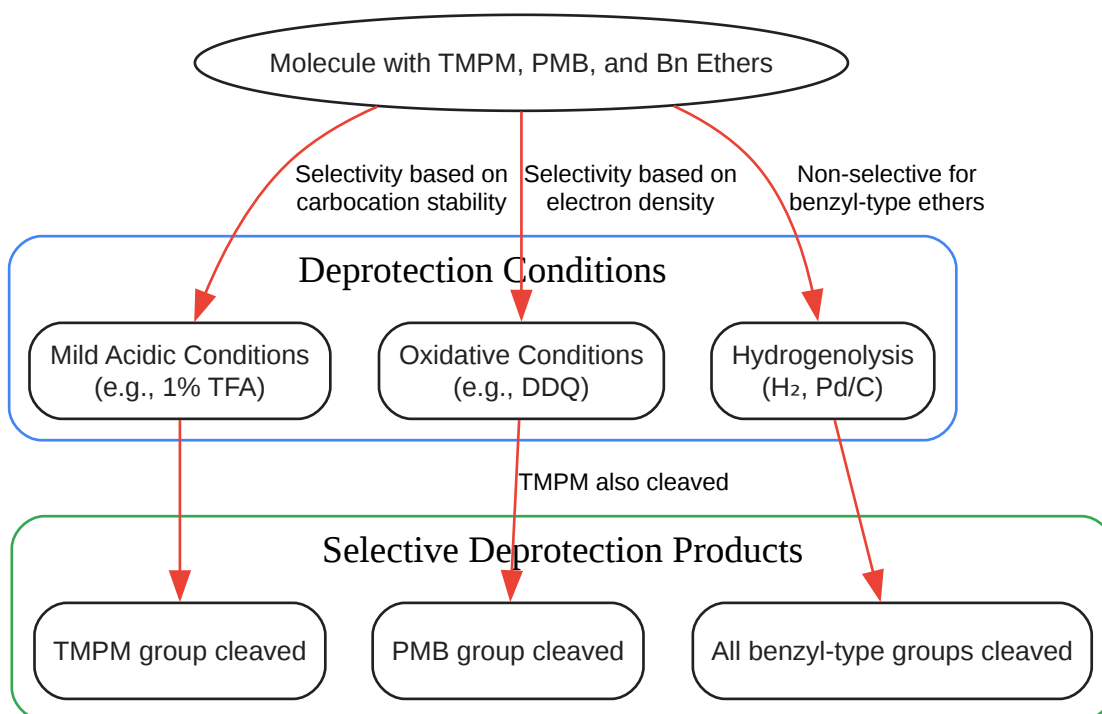 Molecule with TMPM, PMB, and Bn Ethers
Selectivity based on
carbocation stability
Selectivity based on
electron density
Non-selective for
benzyl-type ethers
Deprotection Conditions
Mild Acidic Conditions
(e.g., 1% TFA)
Oxidative Conditions
(e.g., DDQ)
Hydrogenolysis
(H₂, Pd/C)
TMPM also cleaved
Selective Deprotection Products
TMPM group cleaved
PMB group cleaved
All benzyl-type groups cleaved